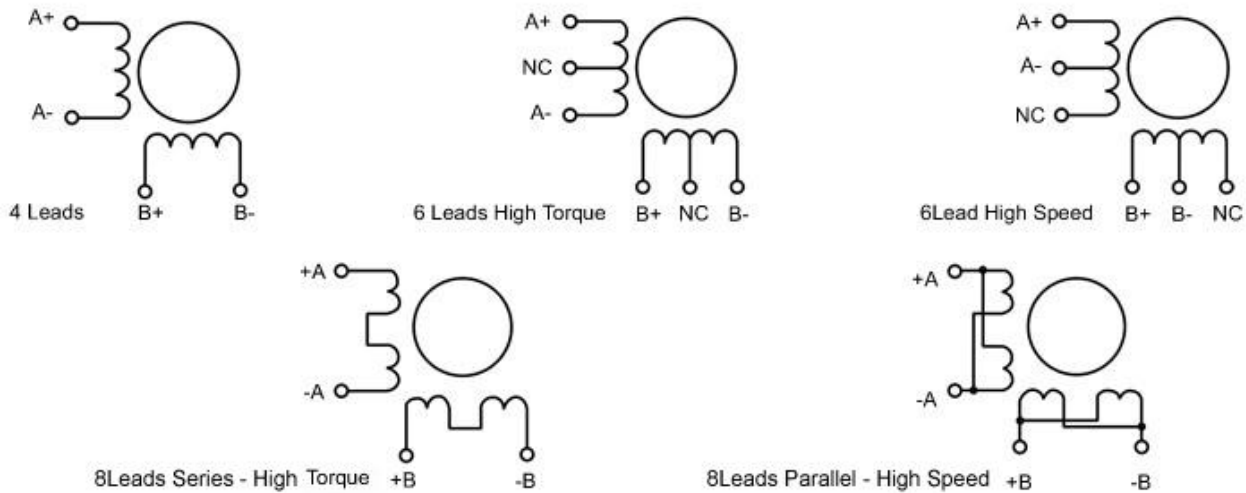 A+
A-
4 Leads
B+
B-
A+
NC
A-
6 Leads High Torque
B+
NC
B-
A+
A-
NC
6Lead High Speed
B+
B-
NC
+A
-A
8Leads Series - High Torque
+B
-B
+A
-A
8Leads Parallel - High Speed
+B
-B